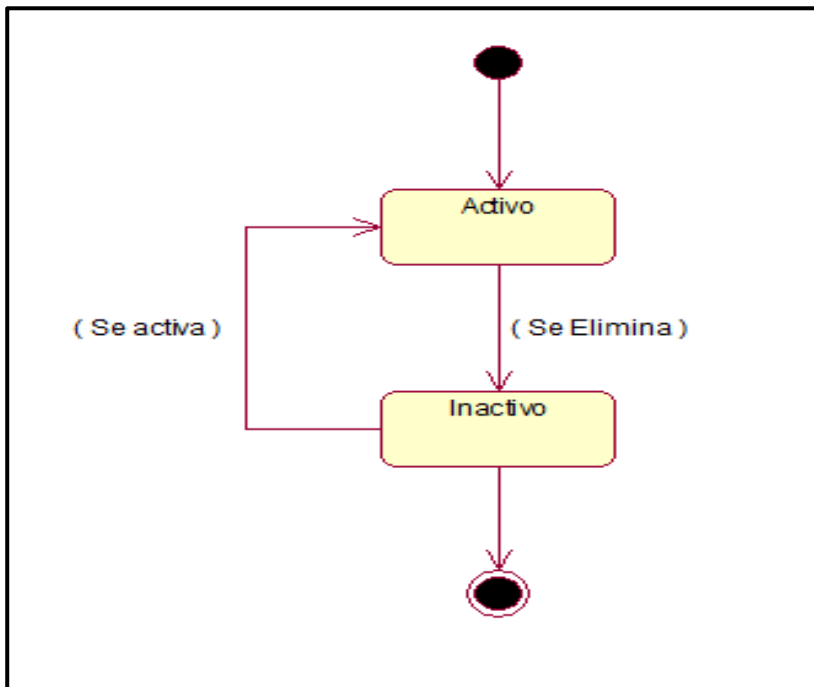 Activo
( Se activa )
( Se Elimina )
Inactivo